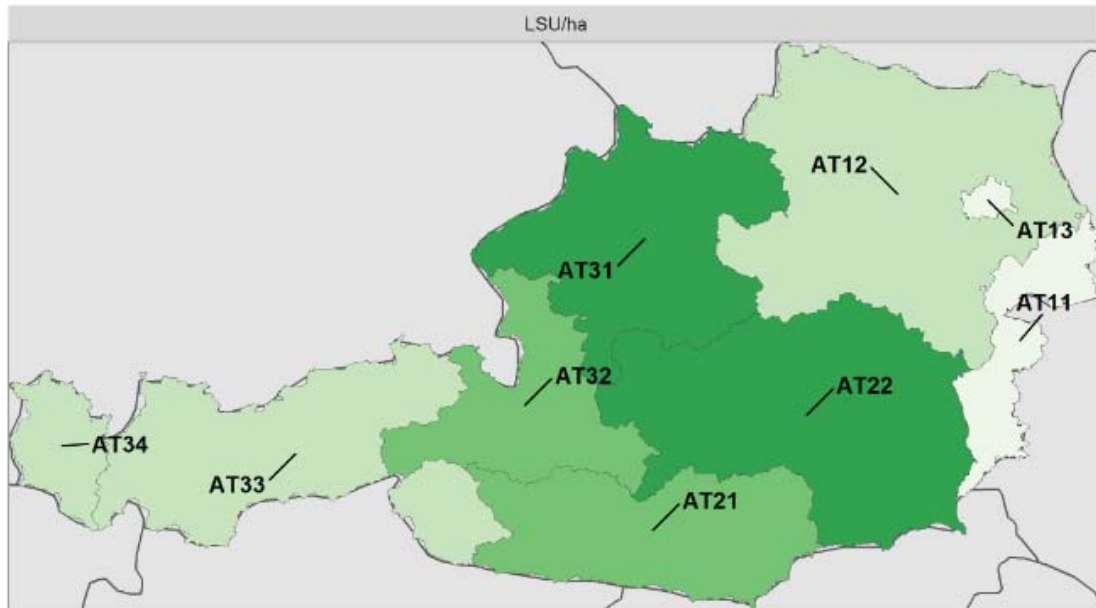 LSU/ha
AT12
AT13
AT31
AT11
AT32
AT22
AT34
AT33
AT21